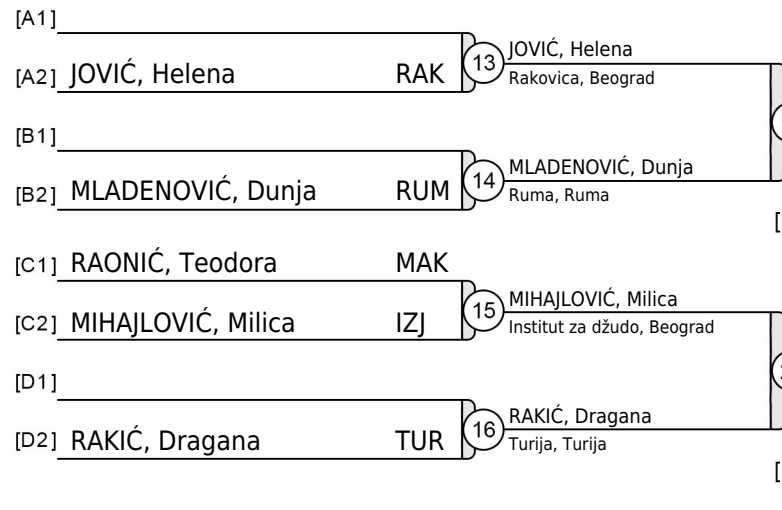 [A1]
[A2] JOVIĆ, Helena RAK
13
JOVIĆ, Helena
Rakovica, Beograd
[B1]
[B2] MLADENOVIĆ, Dunja RUM
14
MLADENOVIĆ, Dunja
Ruma, Ruma
[
[C1] RAONIĆ, Teodora MAK
[C2] MIHAJLOVIĆ, Milica IZJ
15
MIHAJLOVIĆ, Milica
Institut za džudo, Beograd
[D1]
[D2] RAKIĆ, Dragana TUR
16
RAKIĆ, Dragana
Turija, Turija
[